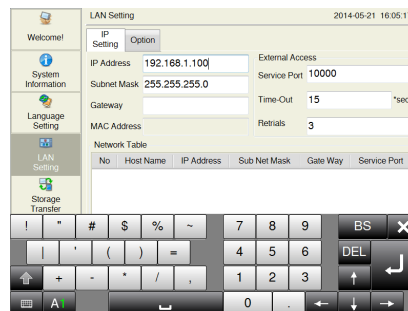 LAN Setting 2014-05-21 16:05:1
Welcome!
IP Setting Option
System Information
IP Address 192.168.1.100
Subnet Mask 255.255.255.0
Gateway
MAC Address
External Access
Service Port 10000
Time-Out 15 *sec
Retrials 3
Language Setting
LAN Setting
Storage Transfer
Network Table
No Host Name IP Address Sub Net Mask Gate Way Service Port
! " # $ % ~ 7 8 9 BS X
| ' ( ) = 4 5 6 DEL
+ - * / , 1 2 3
A1 0 .